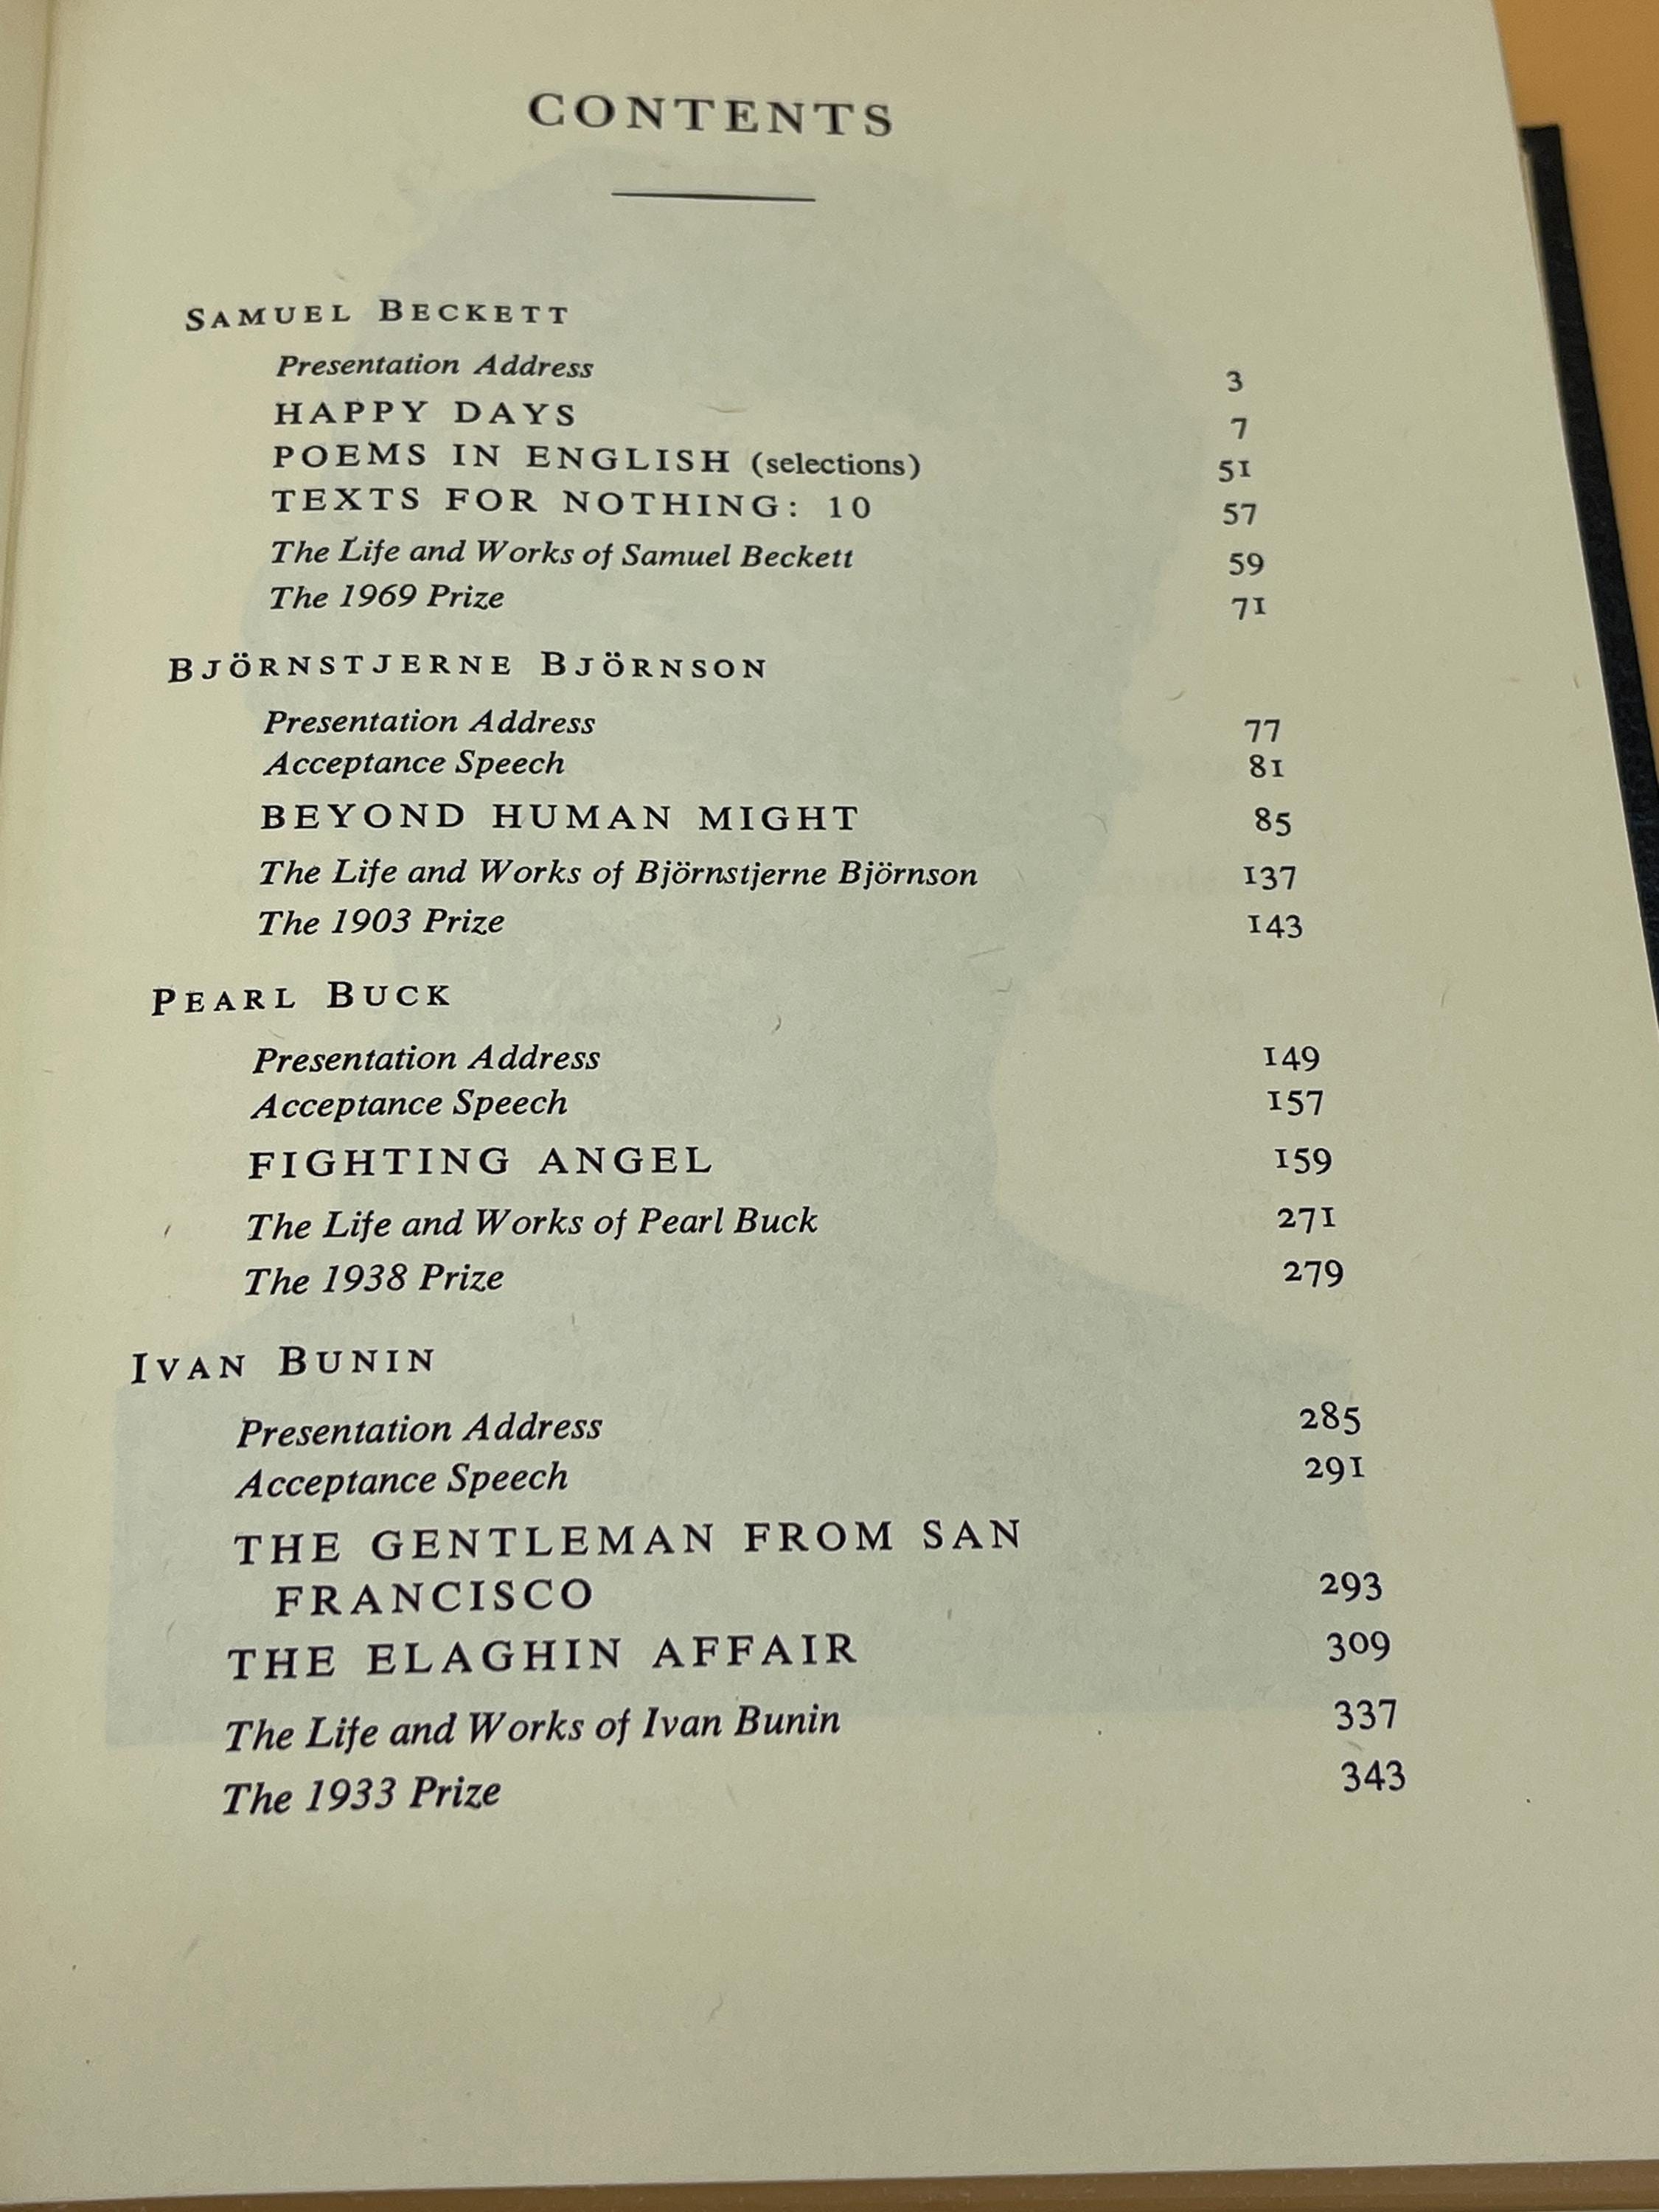 CONTENTS
SAMUEL BECKETT
Presentation Address 3
HAPPY DAYS 7
POEMS IN ENGLISH (selections) 51
TEXTS FOR NOTHING: 10 57
The Life and Works of Samuel Beckett 59
The 1969 Prize 71
BJÖRNSTJERNE BJÖRNSON
Presentation Address 77
Acceptance Speech 81
BEYOND HUMAN MIGHT 85
The Life and Works of Björnstjerne Björnson 137
The 1903 Prize 143
PEARL BUCK
Presentation Address 149
Acceptance Speech 157
FIGHTING ANGEL 159
The Life and Works of Pearl Buck 271
The 1938 Prize 279
IVAN BUNIN
Presentation Address 285
Acceptance Speech 291
THE GENTLEMAN FROM SAN
FRANCISCO 293
THE ELAGHIN AFFAIR 309
The Life and Works of Ivan Bunin 337
The 1933 Prize 343